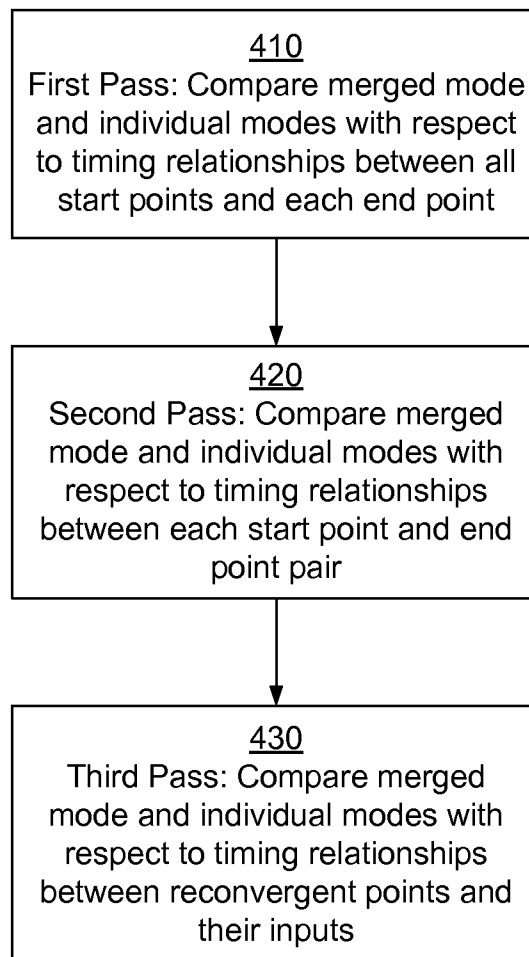 410
First Pass: Compare merged mode
and individual modes with respect
to timing relationships between all
start points and each end point
420
Second Pass: Compare merged
mode and individual modes with
respect to timing relationships
between each start point and end
point pair
430
Third Pass: Compare merged
mode and individual modes with
respect to timing relationships
between reconvergent points and
their inputs